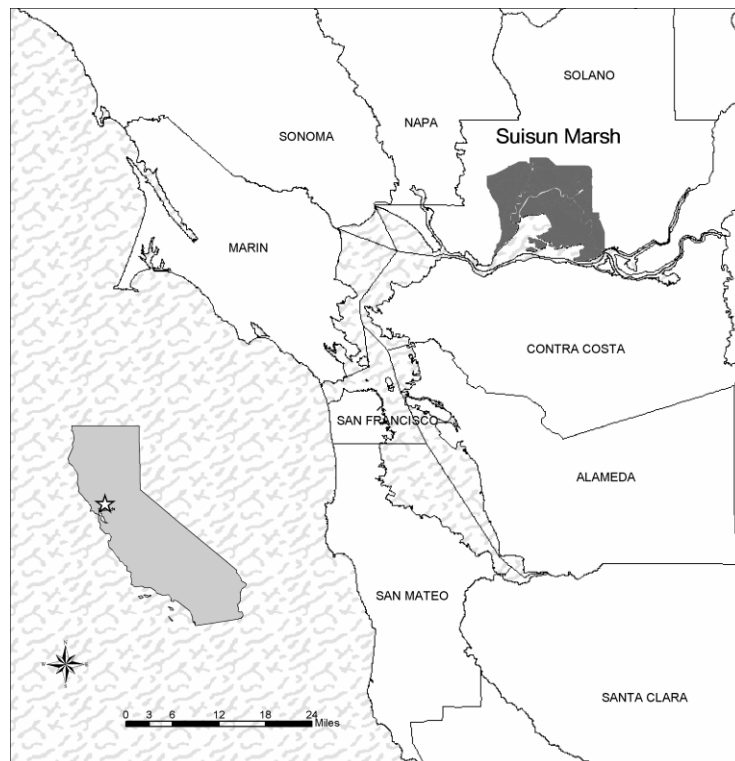 SOLANO
NAPA
SONOMA
Suisun Marsh
MARIN
CONTRA COSTA
SAN FRANCISCO
ALAMEDA
SAN MATEO
SANTA CLARA
N
W E
S
0 3 6 12 18 24
Miles